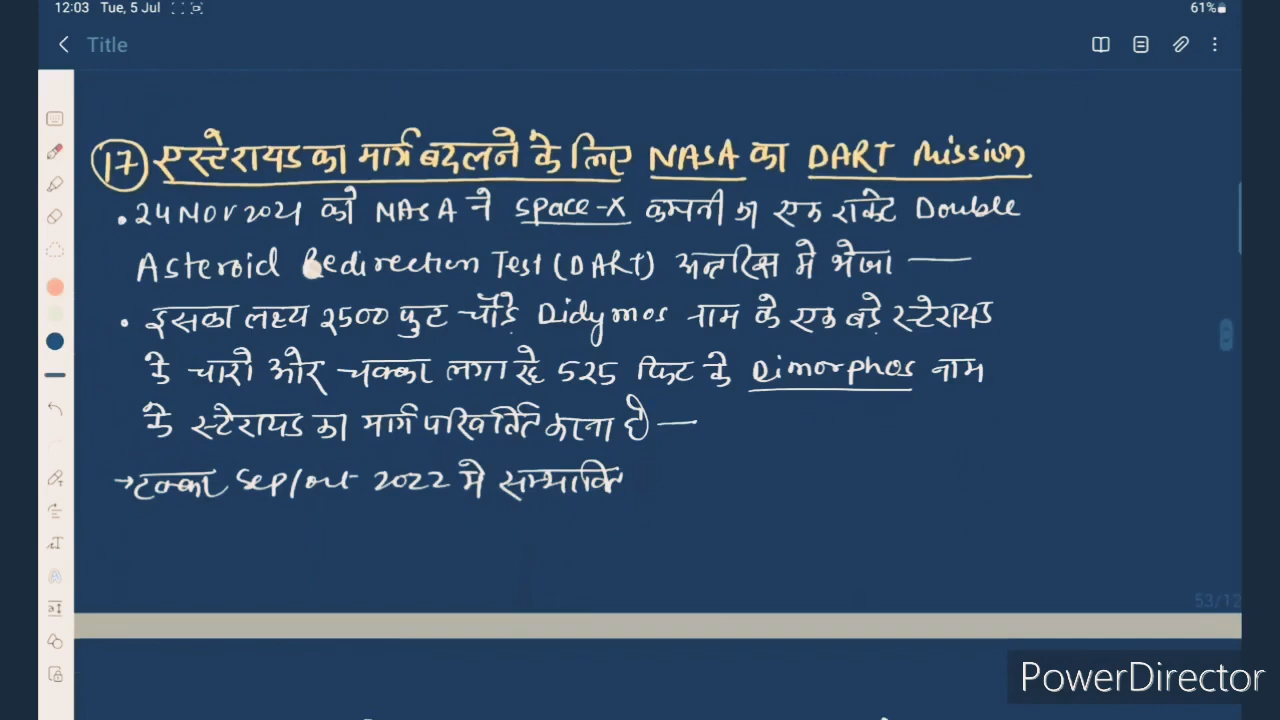 12:03 Tue, 5 Jul
61%
Title
17 एस्टेरायड का मार्ग बदलने के लिए NASA का DART Mission
• 24 Nov 2021 को NASA ने Space-X कम्पनी का एक राकेट Double
Asteroid Redirection Test (DART) अन्तरिक्ष मे भेजा —
• इसका लक्ष्य 2500 फुट चौड़े Didymos नाम के एक बड़े स्टेरायड
के चारो ओर चक्कर लगा रहे 525 फिट के Dimorphos नाम
के स्टेरायड का मार्ग परिवर्तित करना है —
→ टक्कर Sep/Oct 2022 मे सम्भावित
53/12
PowerDirector